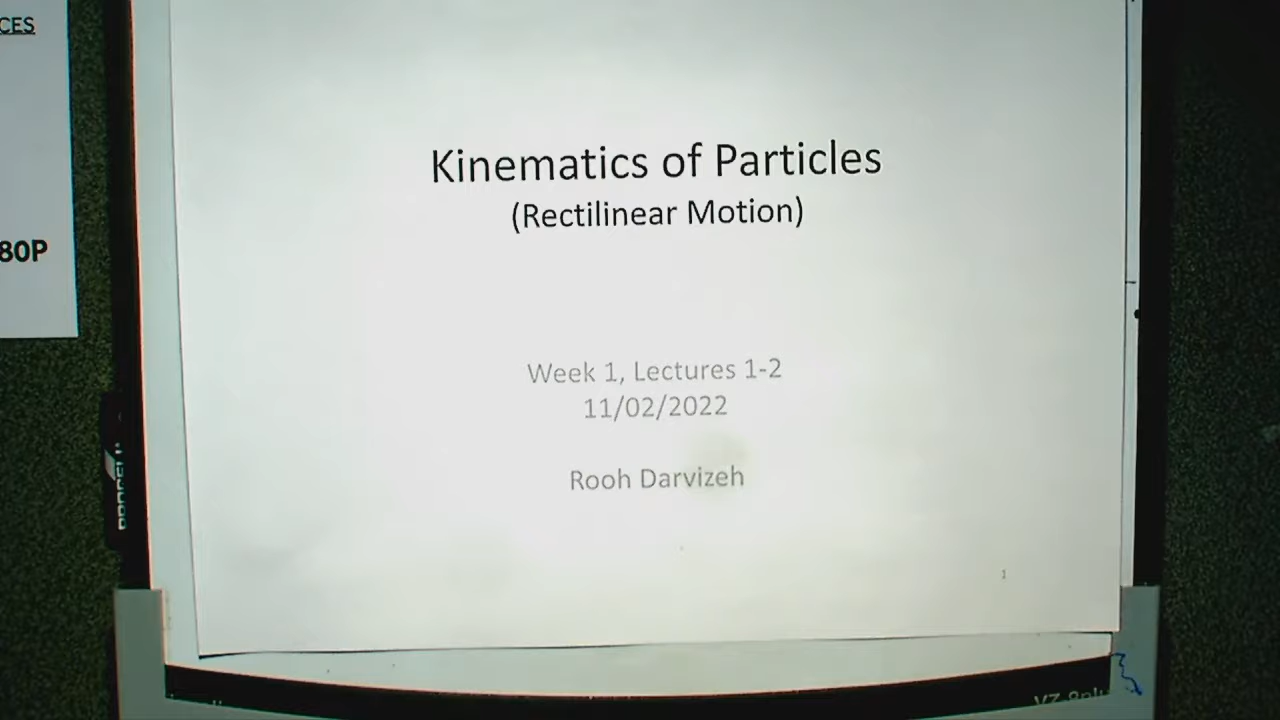 CES
80P
Kinematics of Particles
(Rectilinear Motion)
Week 1, Lectures 1-2
11/02/2022
Rooh Darvizeh
1